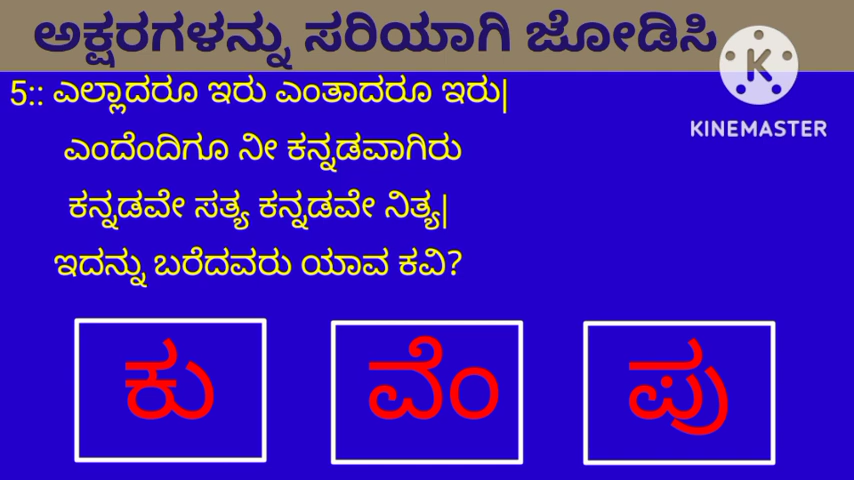 ಅಕ್ಷರಗಳನ್ನು ಸರಿಯಾಗಿ ಜೋಡಿಸಿ
KINEMASTER
5:: ಎಲ್ಲಾದರೂ ಇರು ಎಂತಾದರೂ ಇರು|
ಎಂದೆಂದಿಗೂ ನೀ ಕನ್ನಡವಾಗಿರು
ಕನ್ನಡವೇ ಸತ್ಯ ಕನ್ನಡವೇ ನಿತ್ಯ|
ಇದನ್ನು ಬರೆದವರು ಯಾವ ಕವಿ?
ಕು ವೆಂ ಪು